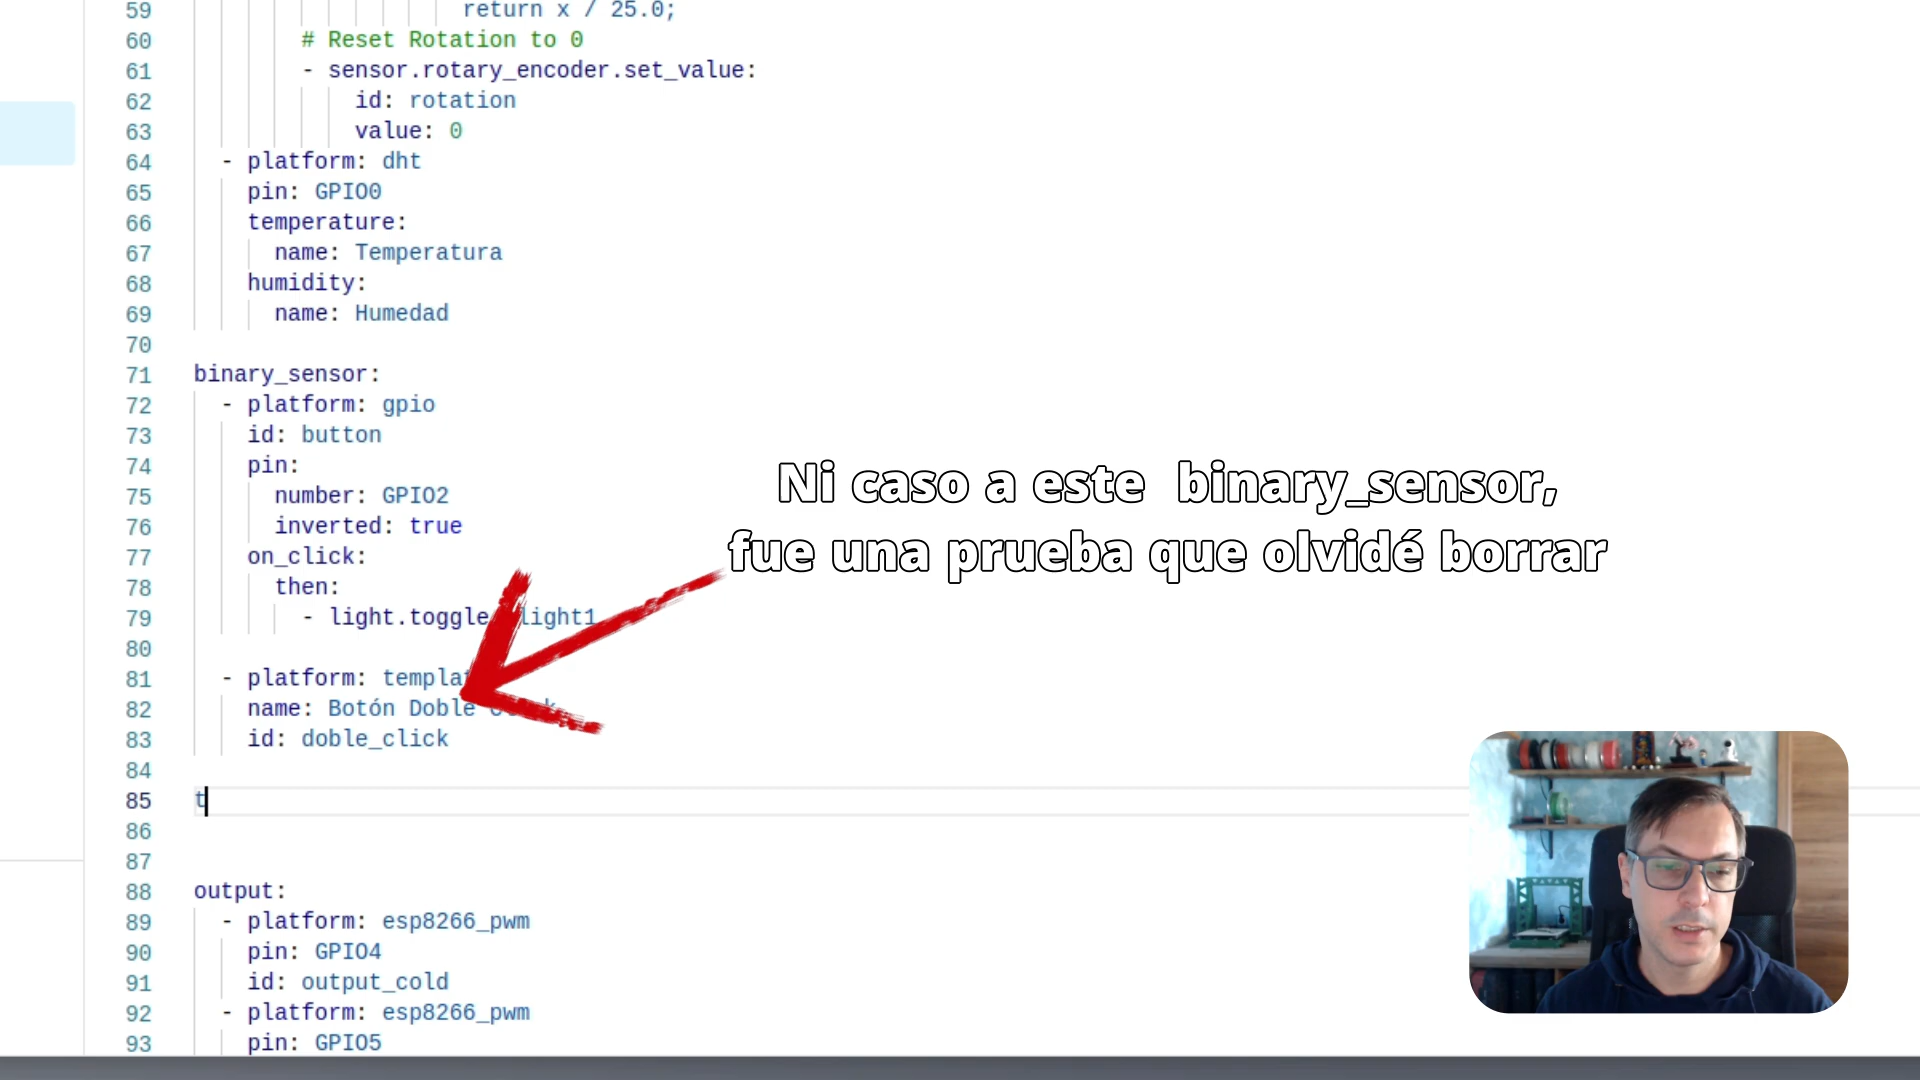 59 return x / 25.0;
60 # Reset Rotation to 0
61 - sensor.rotary_encoder.set_value:
62 id: rotation
63 value: 0
64 - platform: dht
65 pin: GPIO0
66 temperature:
67 name: Temperatura
68 humidity:
69 name: Humedad
70
71 binary_sensor:
72 - platform: gpio
73 id: button
74 pin:
75 number: GPIO2
76 inverted: true
77 on_click:
78 then:
79 - light.toggle light1
80
81 - platform:
82 name: Botón Doble
83 id: doble_click
84
85 t
86
87
88 output:
89 - platform: esp8266_pwm
90 pin: GPIO4
91 id: output_cold
92 - platform: esp8266_pwm
93 pin: GPIO5
Ni caso a este binary_sensor,
fue una prueba que olvidé borrar